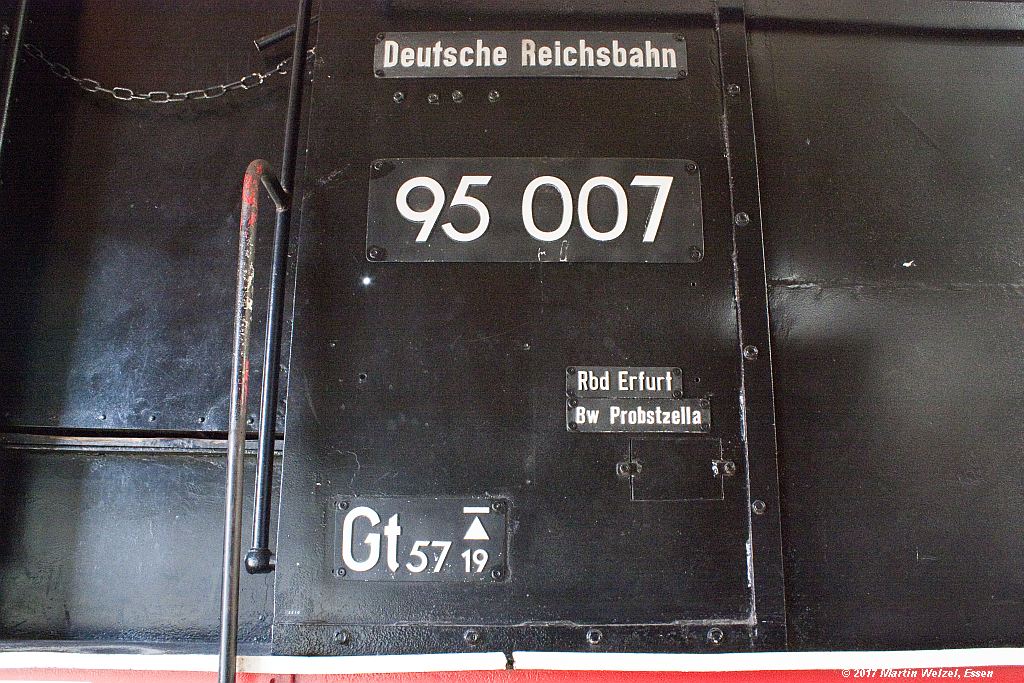 Deutsche Reichsbahn
95 007
Rbd Erfurt
Bw Probstzella
Gt 57 19
© 2017 Martin Welzel, Essen